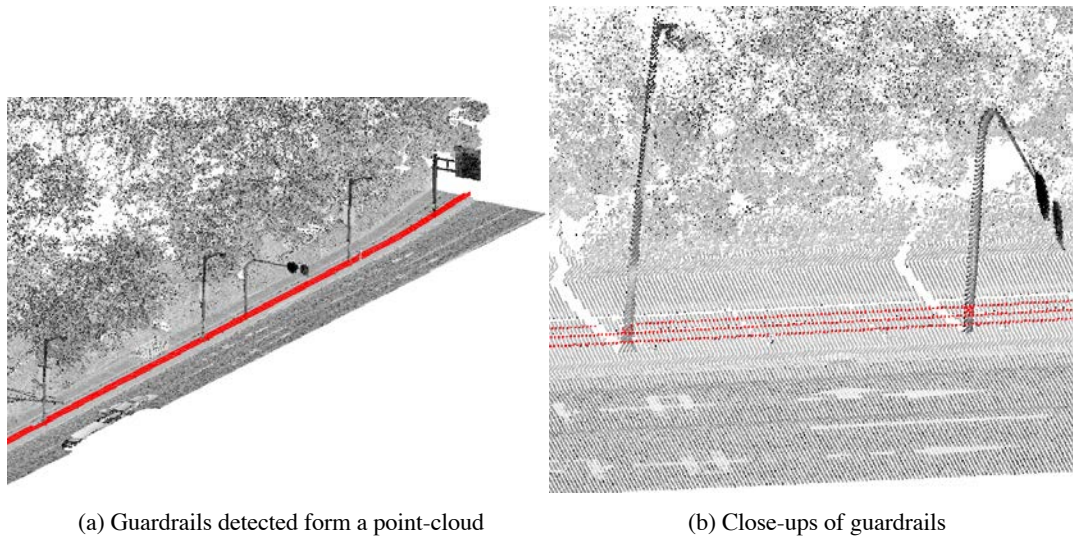 (a) Guardrails detected form a point-cloud
(b) Close-ups of guardrails